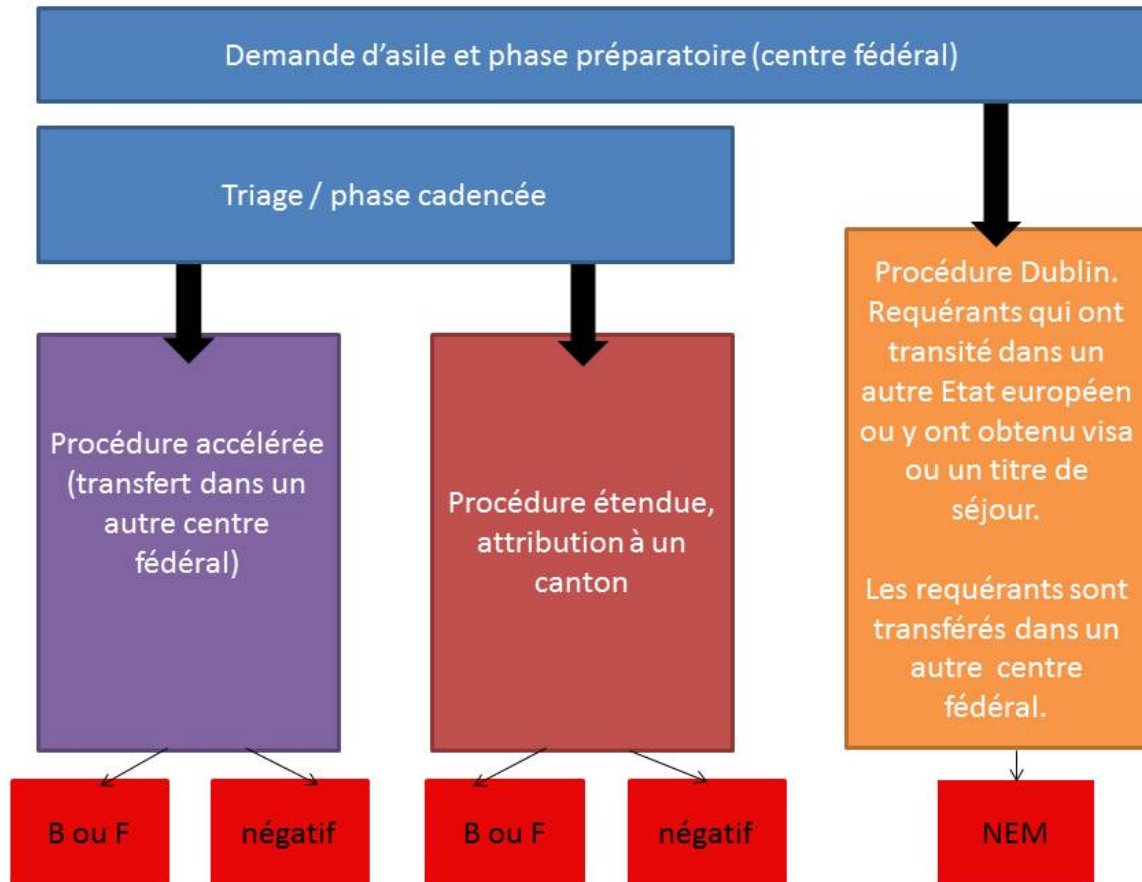 Demande d'asile et phase préparatoire (centre fédéral)
Triage / phase cadencée
Procédure accélérée
(transfert dans un
autre centre
fédéral)
Procédure étendue,
attribution à un
canton
Procédure Dublin.
Requérants qui ont
transité dans un
autre Etat européen
ou y ont obtenu visa
ou un titre de
séjour.
Les requérants sont
transférés dans un
autre centre
fédéral.
B ou F
négatif
B ou F
négatif
NEM